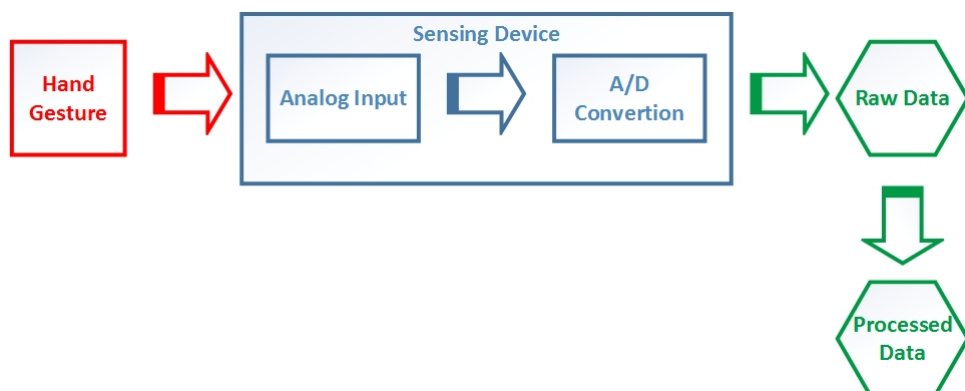 Sensing Device
Hand
Gesture
Analog Input
A/D
Convertion
Raw Data
Processed
Data